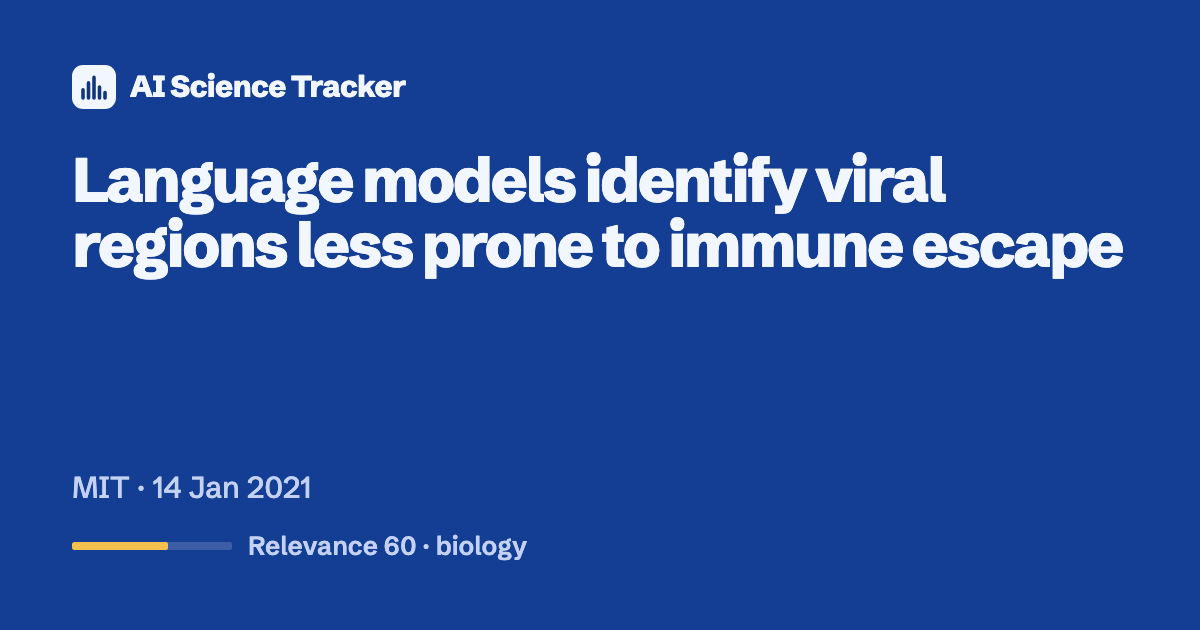 AI Science Tracker
Language models identify viral
regions less prone to immune escape
MIT · 14 Jan 2021
Relevance 60 · biology